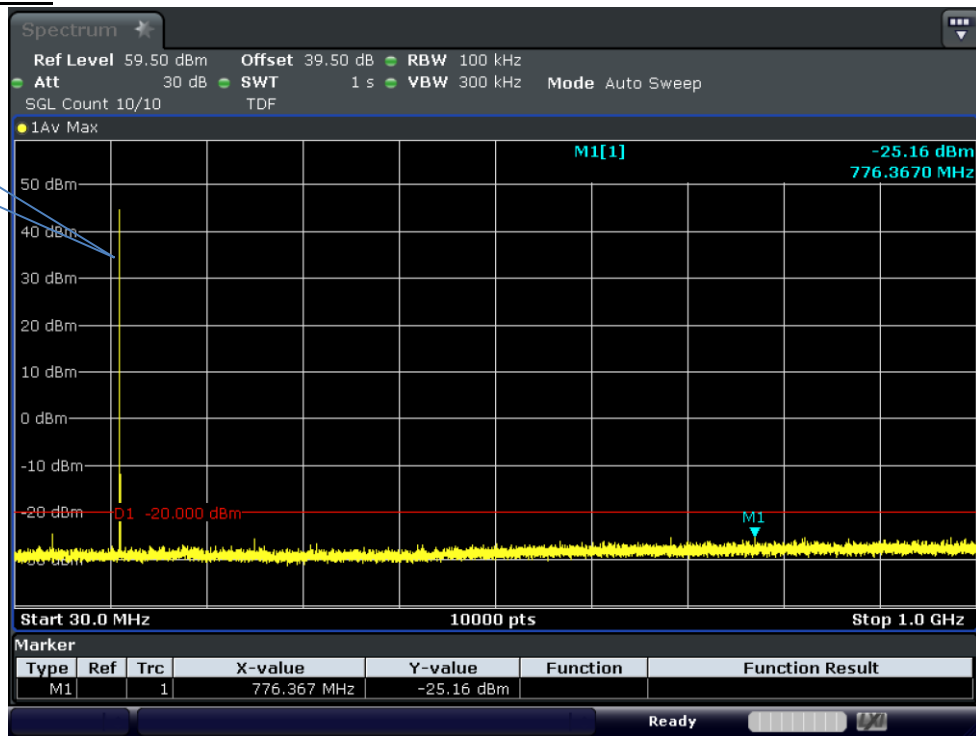 Spectrum
Ref Level 59.50 dBm Offset 39.50 dB RBW 100 kHz
Att 30 dB SWT 1 s VBW 300 kHz Mode Auto Sweep
SGL Count 10/10 TDF
1Av Max
M1[1] -25.16 dBm
776.3670 MHz
50 dBm
40 dBm
30 dBm
20 dBm
10 dBm
0 dBm
-10 dBm
-20 dBm D1 -20.000 dBm
M1
-30 dBm
Start 30.0 MHz 10000 pts Stop 1.0 GHz
Marker
Type Ref Trc X-value Y-value Function Function Result
M1 1 776.367 MHz -25.16 dBm
Ready